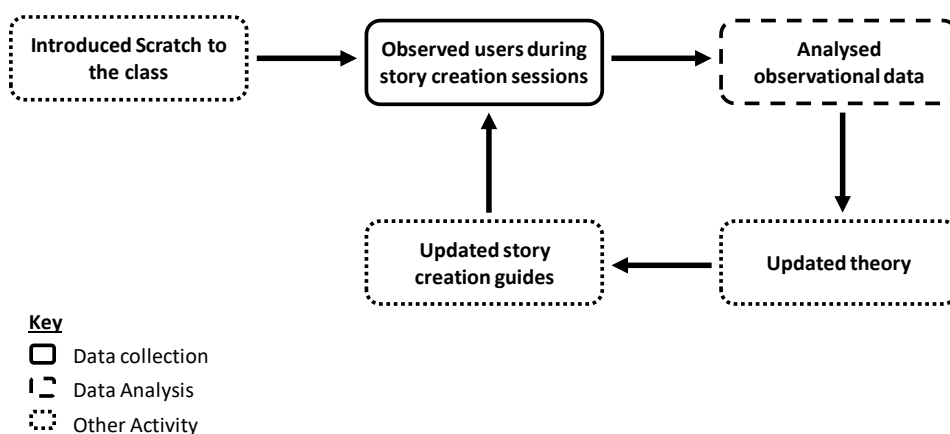 Introduced Scratch to
the class
Observed users during
story creation sessions
Analysed
observational data
Updated story
creation guides
Updated theory
Key
Data collection
Data Analysis
Other Activity